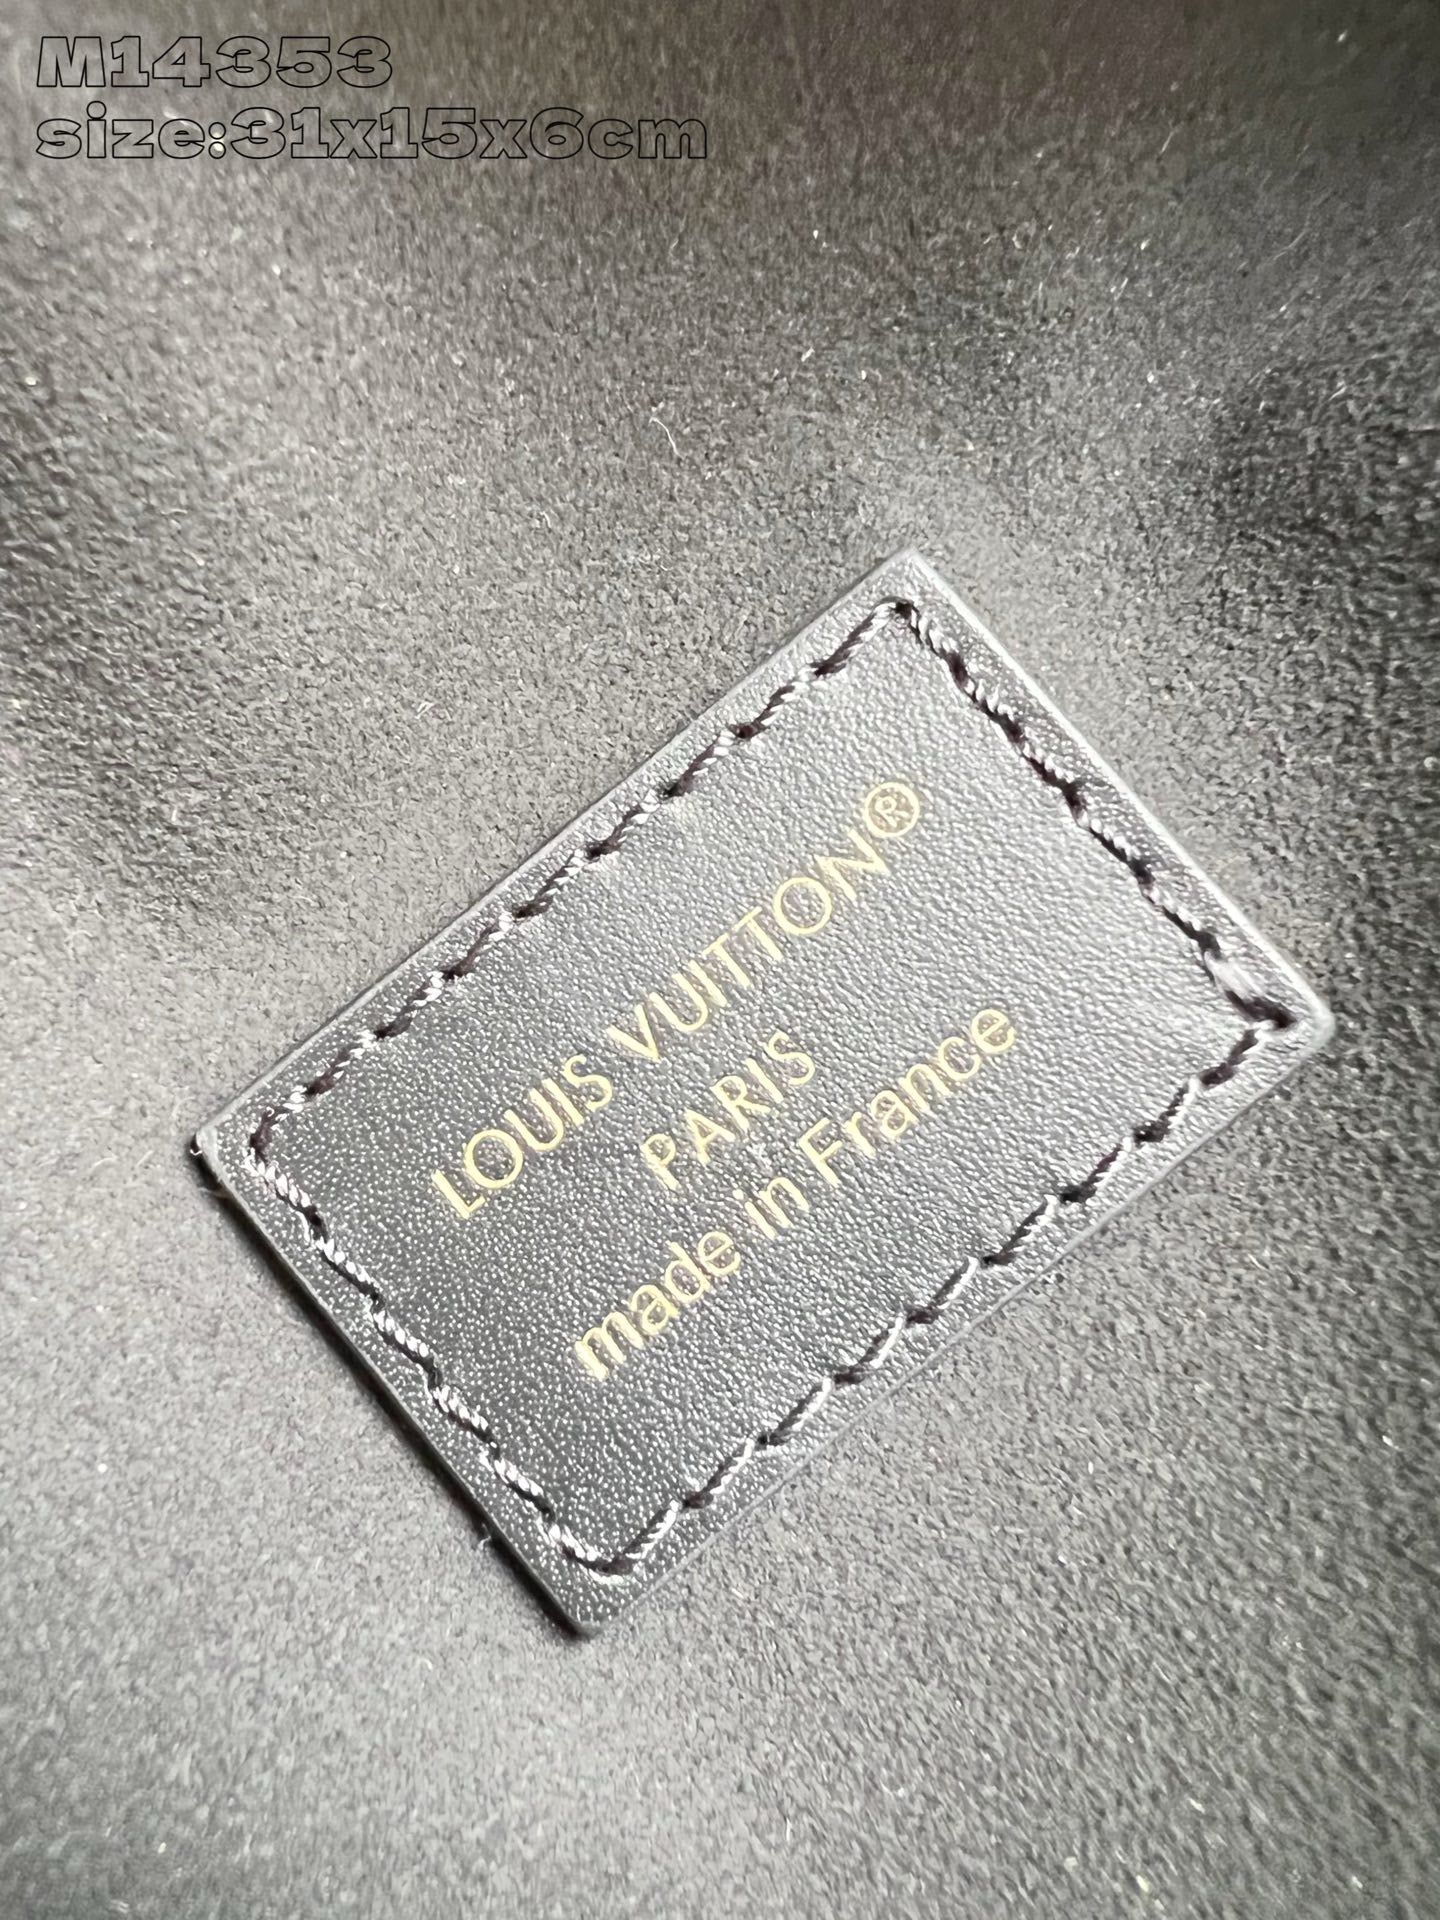 M14353
size:31x15x6cm
LOUIS VUITTON®
PARIS
made in France